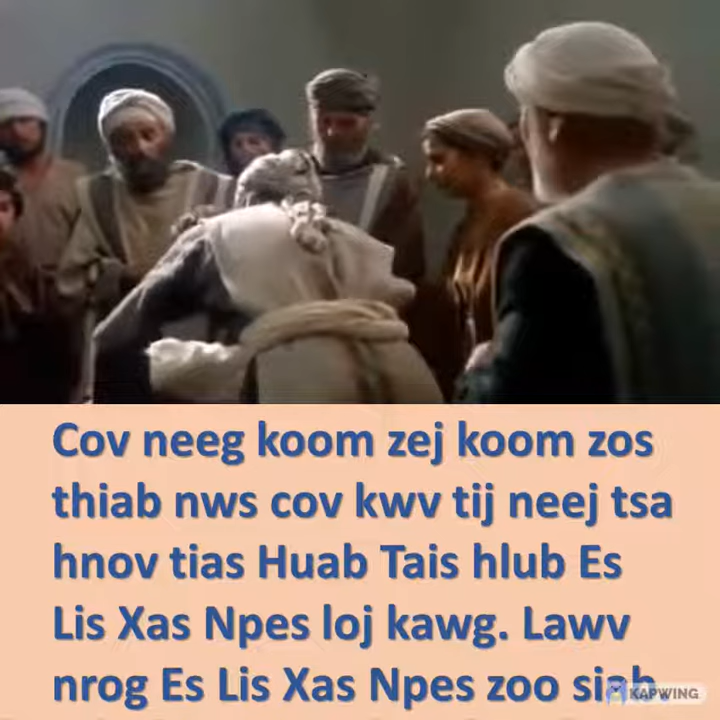 Cov neeg koom zej koom zos
thiab nws cov kwv tij neej tsa
hnov tias Huab Tais hlub Es
Lis Xas Npes loj kawg. Lawv
nrog Es Lis Xas Npes zoo siab.
KAPWING